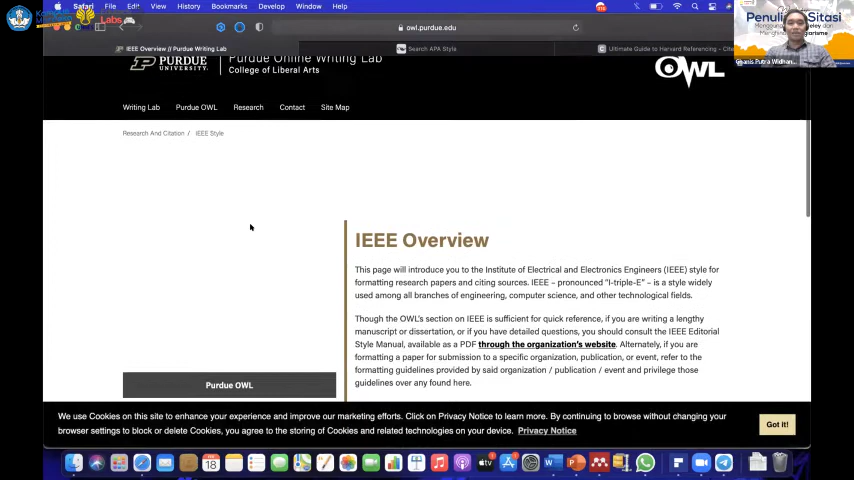 Safari File Edit View History Bookmarks Develop Window Help
owl.purdue.edu
IEEE Overview // Purdue Writing Lab
Search APA Style
Ultimate Guide to Harvard Referencing - Cite
Labs
Penulisan Sitasi
Ghanis Putra Widhan...
PURDUE UNIVERSITY
Purdue Online Writing Lab
College of Liberal Arts
OWL
Writing Lab Purdue OWL Research Contact Site Map
Research And Citation / IEEE Style
IEEE Overview
This page will introduce you to the Institute of Electrical and Electronics Engineers (IEEE) style for
formatting research papers and citing sources. IEEE – pronounced "I-triple-E" – is a style widely
used among all branches of engineering, computer science, and other technological fields.
Though the OWL's section on IEEE is sufficient for quick reference, if you are writing a lengthy
manuscript or dissertation, or if you have detailed questions, you should consult the IEEE Editorial
Style Manual, available as a PDF through the organization's website. Alternately, if you are
formatting a paper for submission to a specific organization, publication, or event, refer to the
formatting guidelines provided by said organization / publication / event and privilege those
guidelines over any found here.
Purdue OWL
We use Cookies on this site to enhance your experience and improve our marketing efforts. Click on Privacy Notice to learn more. By continuing to browse without changing your
browser settings to block or delete Cookies, you agree to the storing of Cookies and related technologies on your device. Privacy Notice
Got it!
18